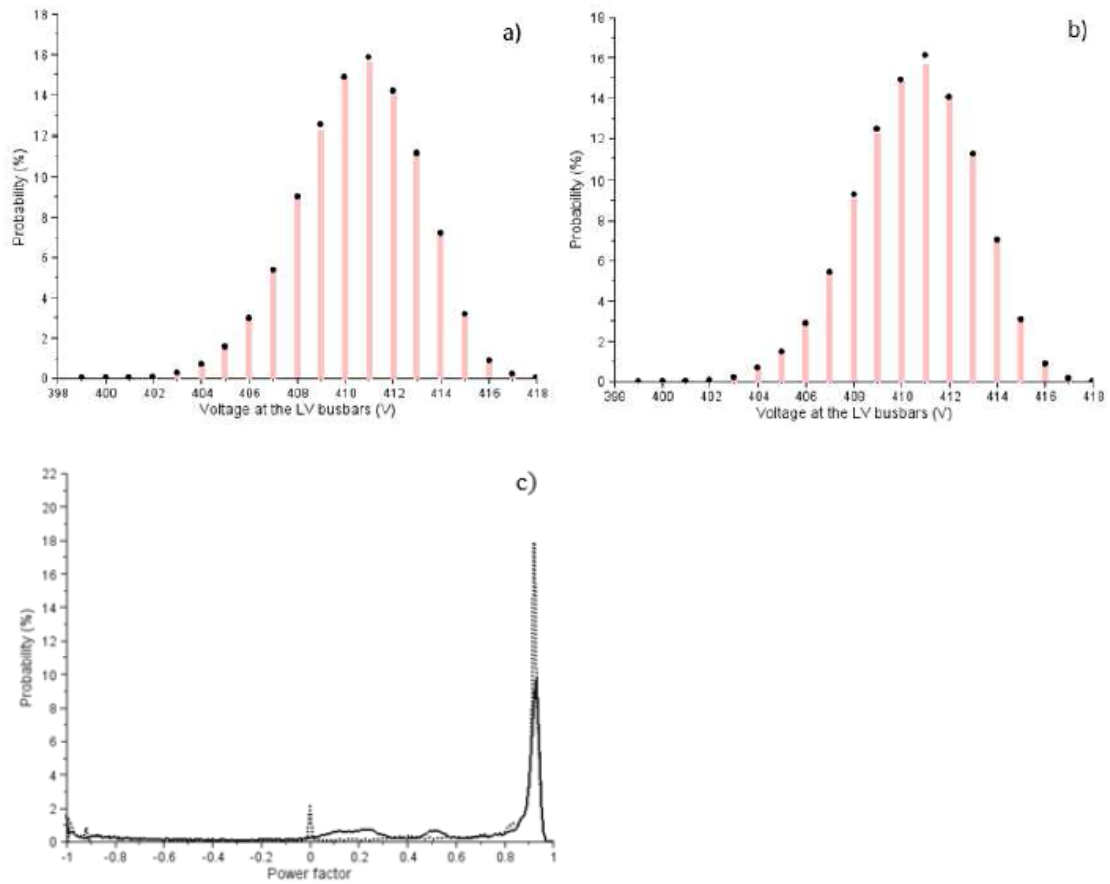 a)
18
16
14
12
10
8
6
4
2
0
Probability (%)
398 400 402 404 406 408 410 412 414 416 418
Voltage at the LV busbars (V)
b)
18
16
14
12
10
8
6
4
2
0
Probability (%)
398 400 402 404 406 408 410 412 414 416 418
Voltage at the LV busbars (V)
c)
22
20
18
16
14
12
10
8
6
4
2
0
Probability (%)
-1 -0.8 -0.6 -0.4 -0.2 0 0.2 0.4 0.6 0.8 1
Power factor